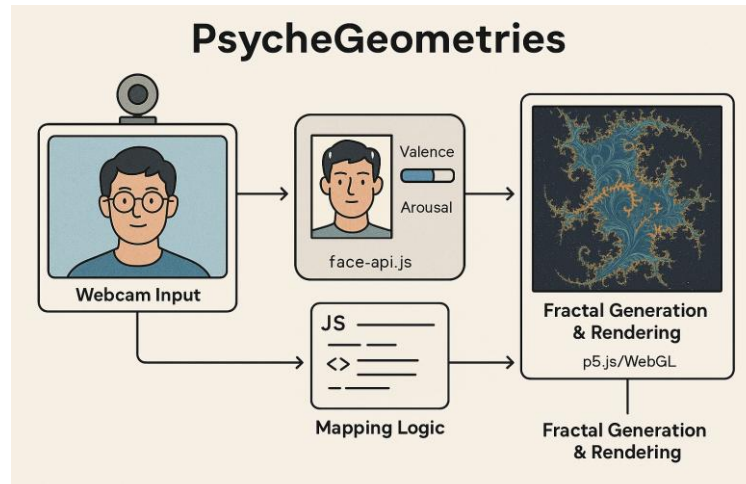 PsycheGeometries
Webcam Input
Valence
Arousal
face-api.js
JS
<>
Mapping Logic
Fractal Generation
& Rendering
p5.js/WebGL
Fractal Generation
& Rendering